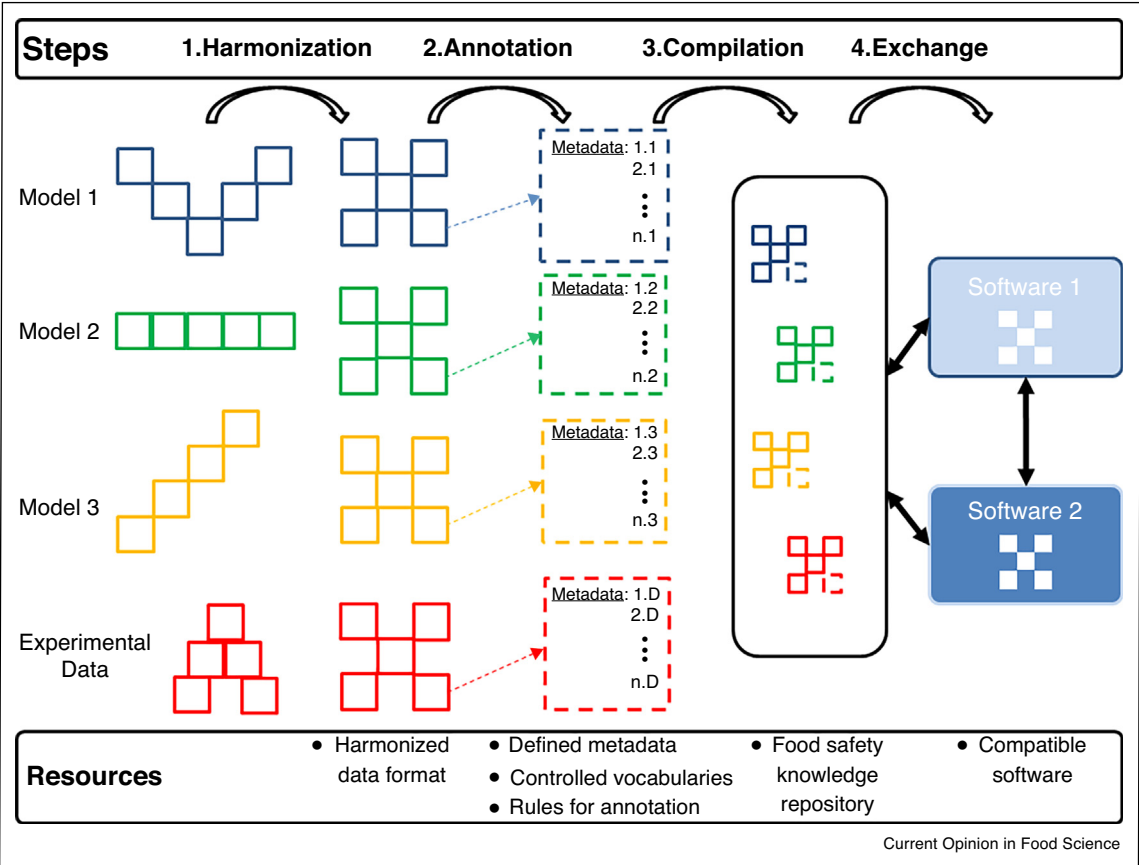 Steps 1.Harmonization 2.Annotation 3.Compilation 4.Exchange
Model 1
Metadata: 1.1
2.1
n.1
Model 2
Metadata: 1.2
2.2
n.2
Model 3
Metadata: 1.3
2.3
n.3
Experimental
Data
Metadata: 1.D
2.D
n.D
Software 1
Software 2
Resources
• Harmonized
data format
• Defined metadata
• Controlled vocabularies
• Rules for annotation
• Food safety
knowledge
repository
• Compatible
software
Current Opinion in Food Science